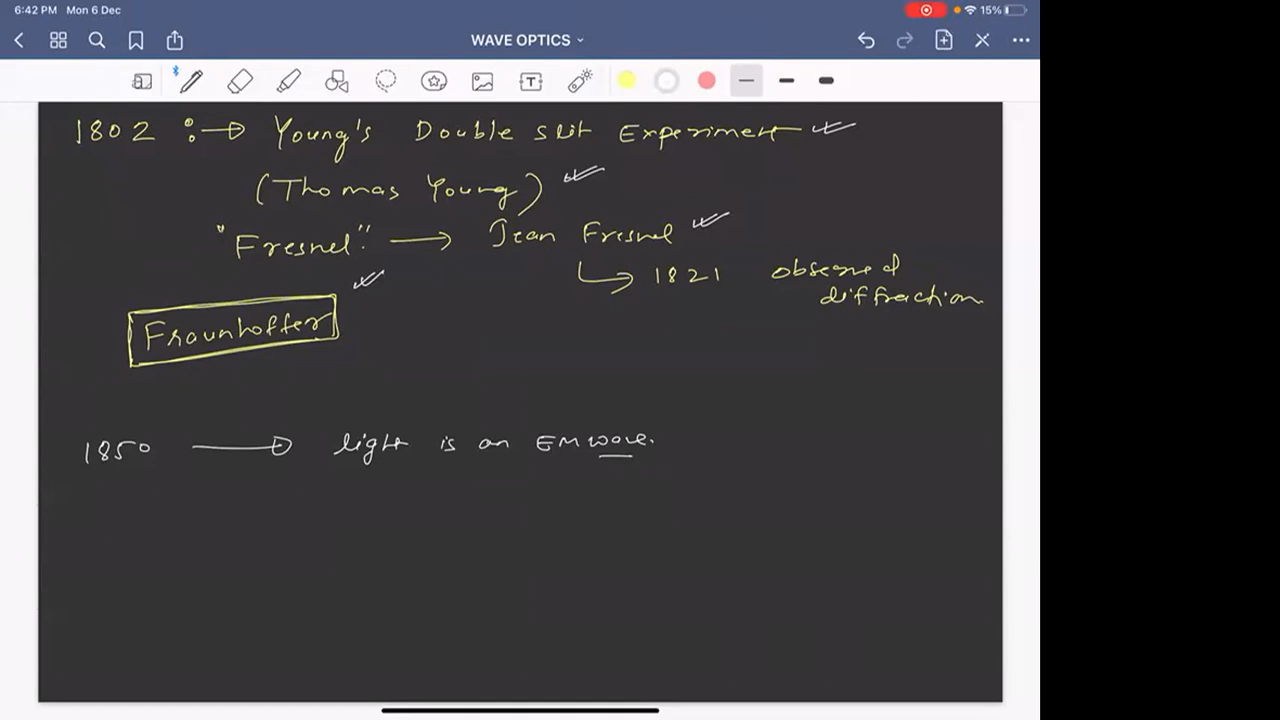 6:42 PM Mon 6 Dec 15%
WAVE OPTICS
1802 : → Young's Double slit Experiment
(Thomas Young)
"Fresnel" → Jean Fresnel
↳ 1821 observed
diffraction
Fraunhoffer
1850 → light is an EM wave.